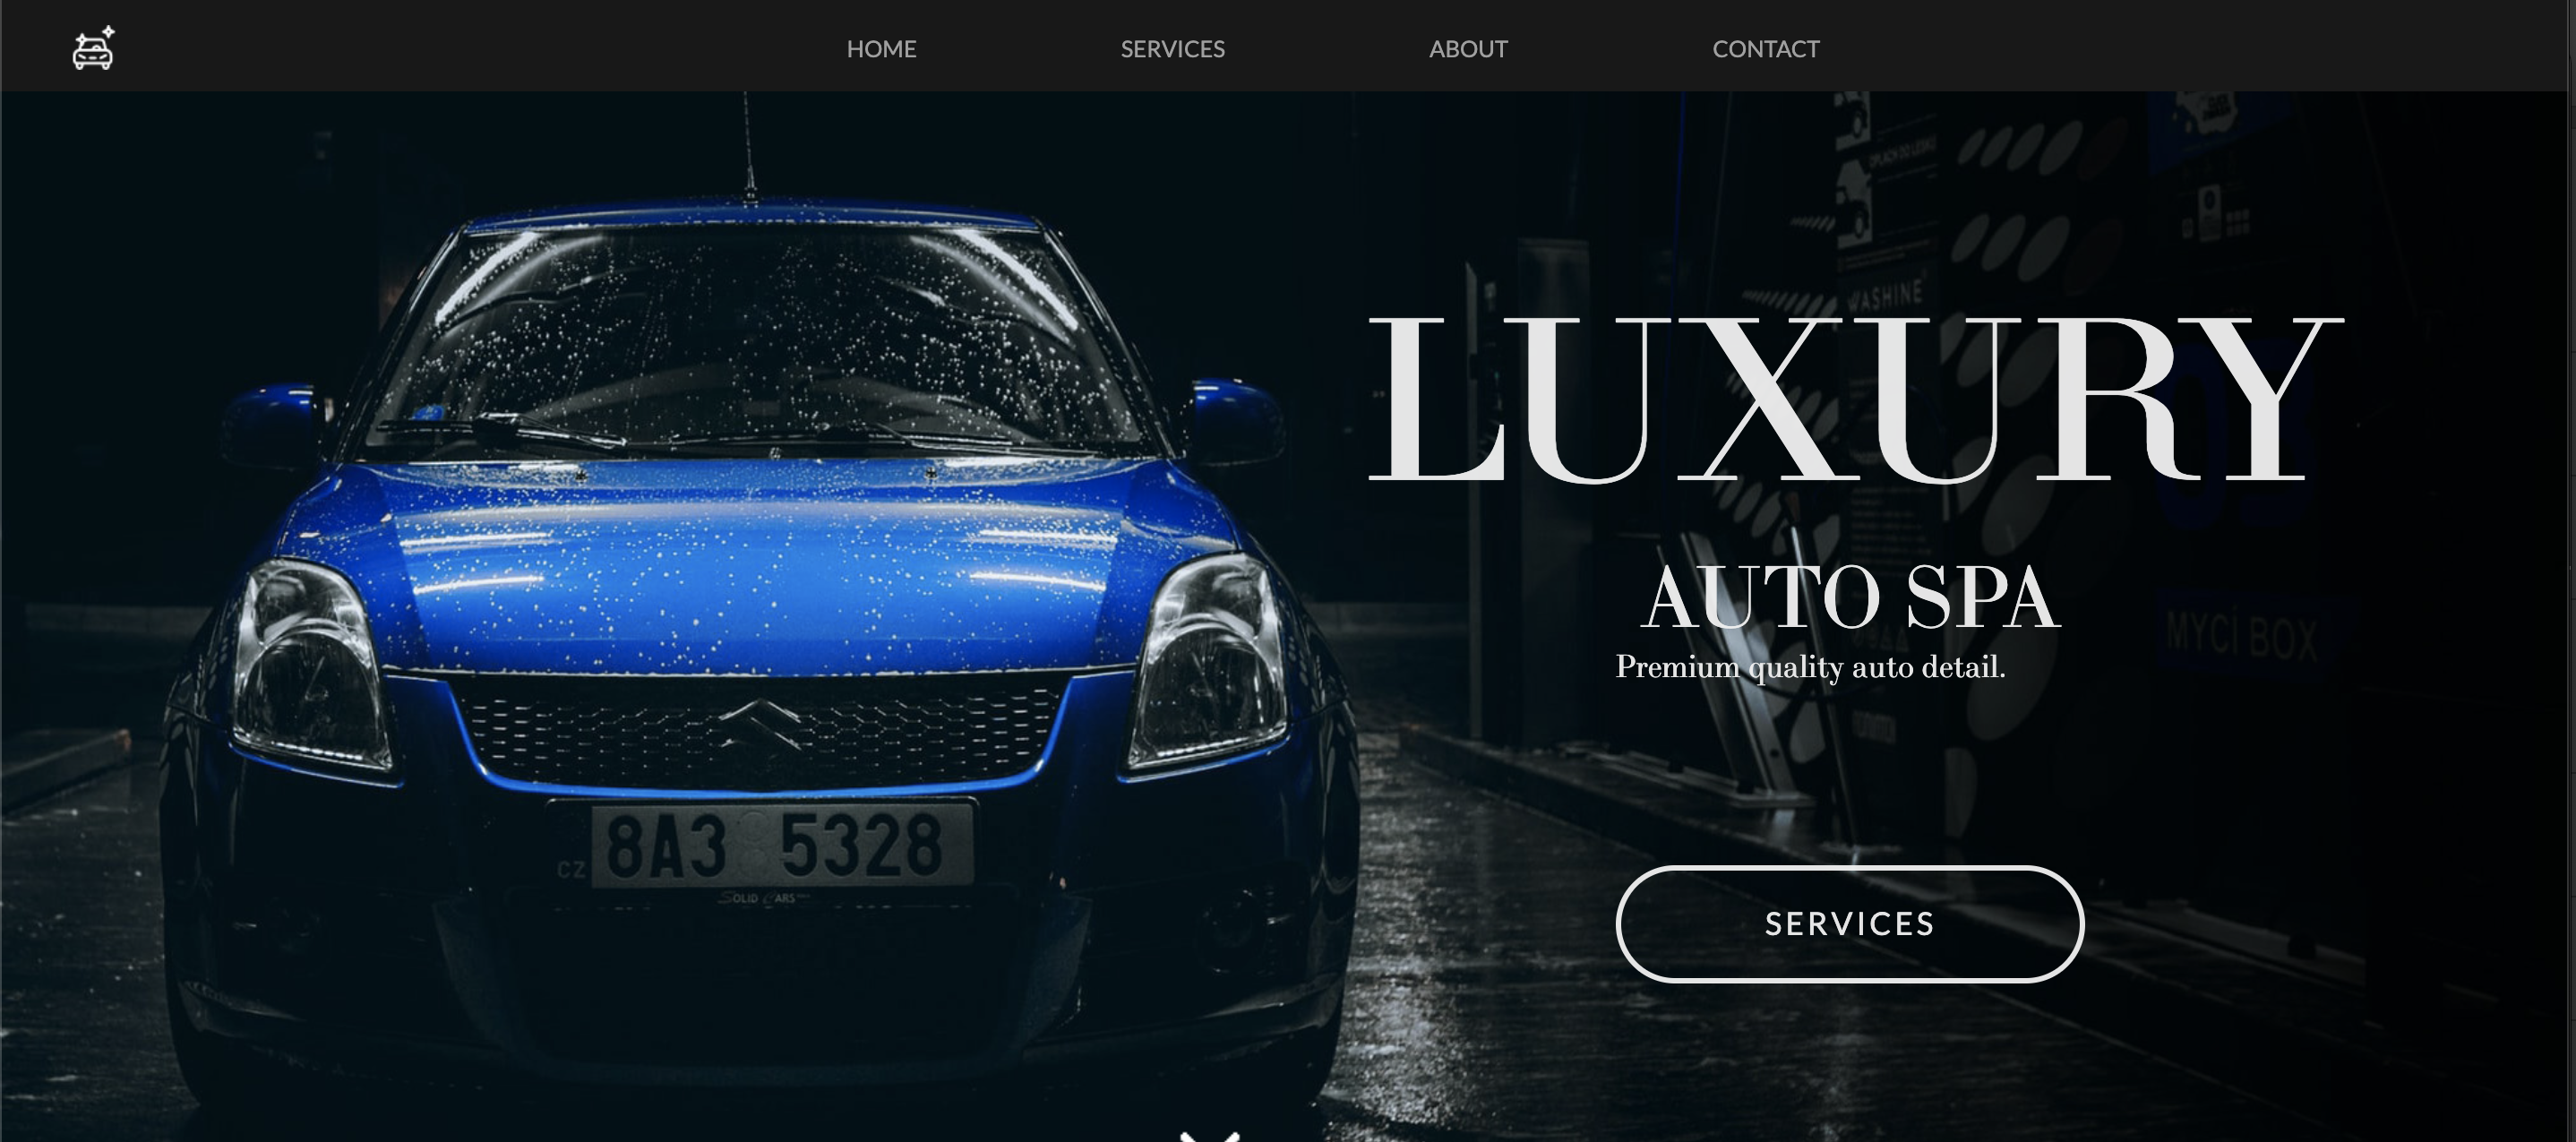 HOME SERVICES ABOUT CONTACT
WASHINE
LUXURY
AUTO SPA
MYCÍ BOX
Premium quality auto detail.
8A3 5328
CZ
SOLID CARS
SERVICES